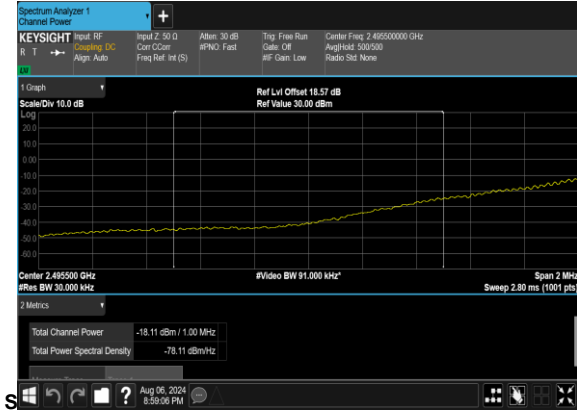 Spectrum Analyzer 1
Channel Power
+
KEYSIGHT
R T
LV
Input: RF
Coupling: DC
Align: Auto
Input Z: 50 Ω
Corr CCorr
Freq Ref: Int (S)
Atten: 30 dB
#PNO: Fast
Trig: Free Run
Gate: Off
#IF Gain: Low
Center Freq: 2.495500000 GHz
Avg|Hold: 500/500
Radio Std: None
1 Graph
Scale/Div 10.0 dB
Ref Lvl Offset 18.57 dB
Ref Value 30.00 dBm
Log
20.0
10.0
0.00
-10.0
-20.0
-30.0
-40.0
-50.0
-60.0
Center 2.495500 GHz
#Res BW 30.000 kHz
#Video BW 91.000 kHz*
Span 2 MHz
Sweep 2.80 ms (1001 pts)
2 Metrics
Total Channel Power -18.11 dBm / 1.00 MHz
Total Power Spectral Density -78.11 dBm/Hz
S
?
Aug 06, 2024
8:59:06 PM